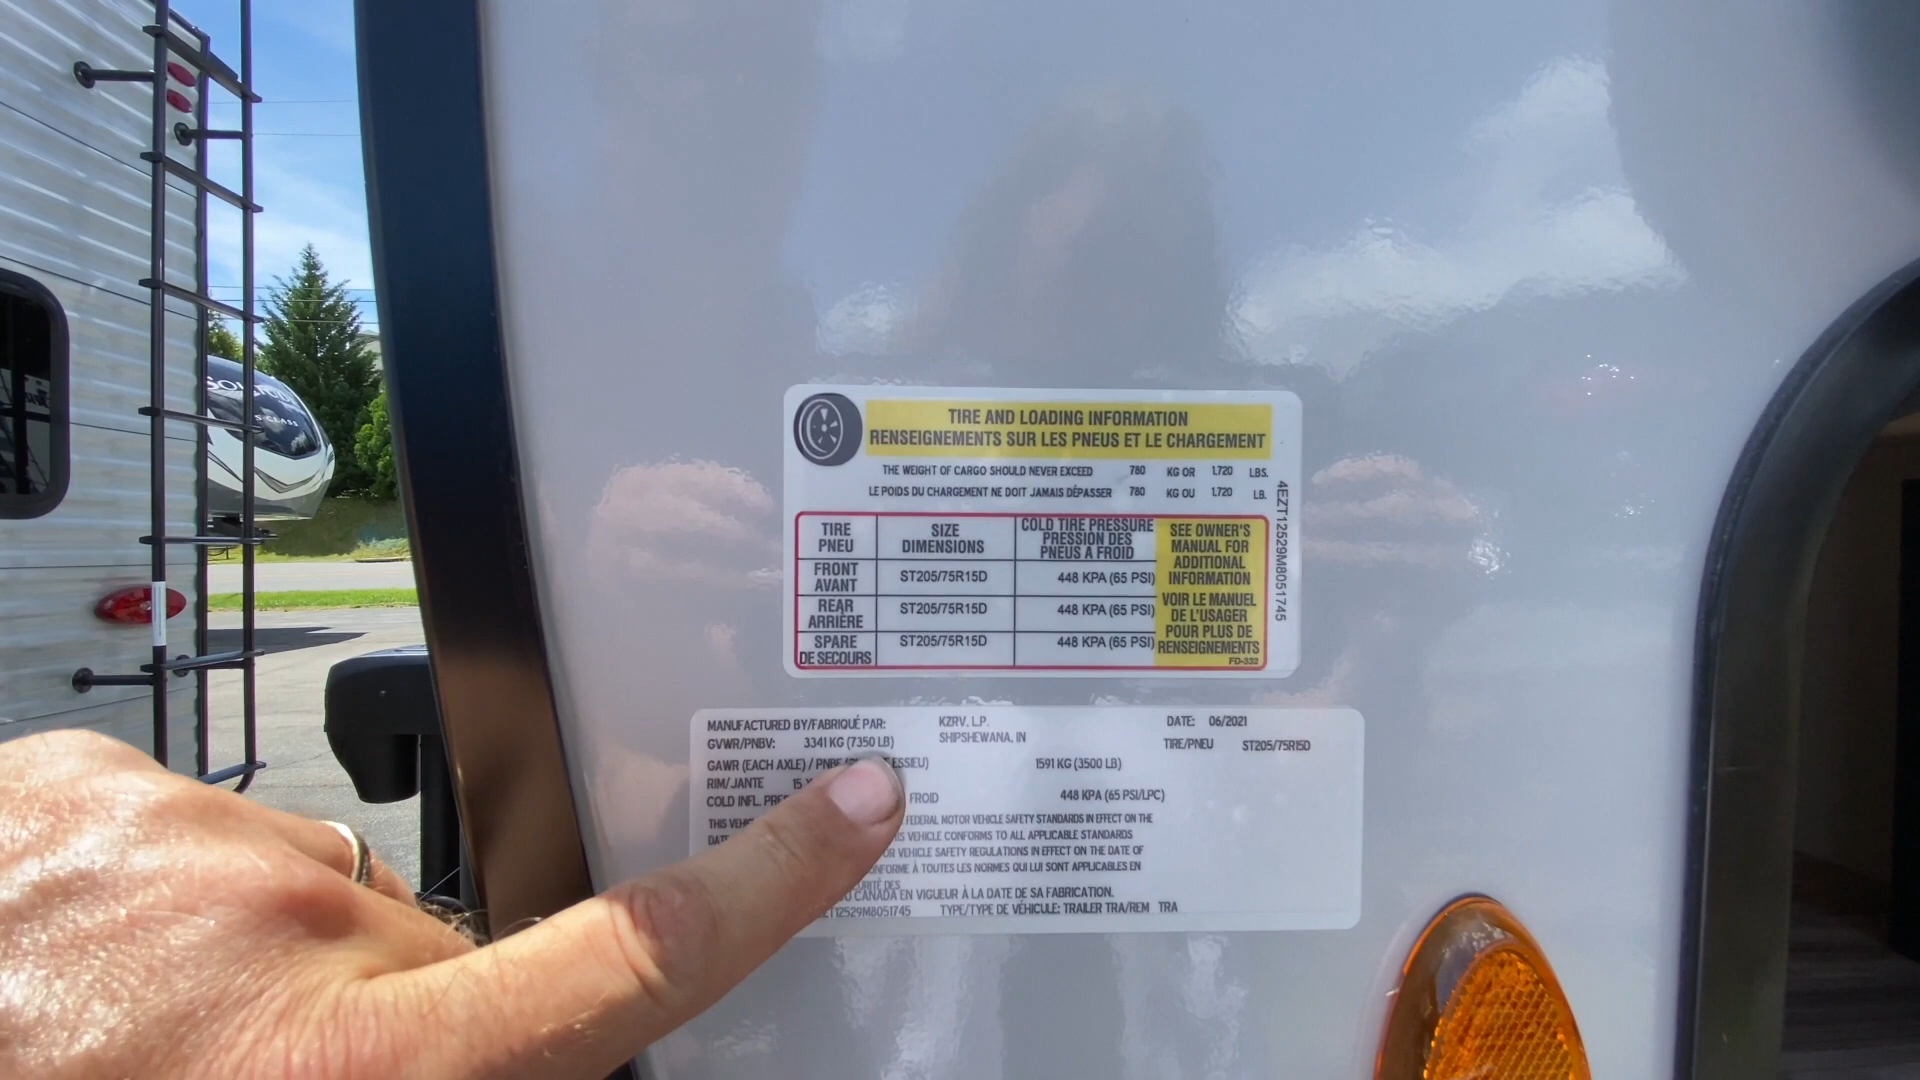 TIRE AND LOADING INFORMATION
RENSEIGNEMENTS SUR LES PNEUS ET LE CHARGEMENT
THE WEIGHT OF CARGO SHOULD NEVER EXCEED 780 KG OR 1,720 LBS.
LE POIDS DU CHARGEMENT NE DOIT JAMAIS DÉPASSER 780 KG OU 1,720 LB.
TIRE PNEU
SIZE DIMENSIONS
COLD TIRE PRESSURE
PRESSION DES
PNEUS A FROID
FRONT AVANT ST205/75R15D 448 KPA (65 PSI)
REAR ARRIÈRE ST205/75R15D 448 KPA (65 PSI)
SPARE DE SECOURS ST205/75R15D 448 KPA (65 PSI)
SEE OWNER'S
MANUAL FOR
ADDITIONAL
INFORMATION
VOIR LE MANUEL
DE L'USAGER
POUR PLUS DE
RENSEIGNEMENTS
FD-332
4EZT12529M8051745
MANUFACTURED BY/FABRIQUÉ PAR: KZRV, L.P. DATE: 06/2021
SHIPSHEWANA, IN
GVWR/PNBV: 3341 KG (7350 LB) TIRE/PNEU ST205/75R15D
GAWR (EACH AXLE) / ESSIEU) 1591 KG (3500 LB)
RIM/JANTE 15
COLD INFL. FROID 448 KPA (65 PSI/LPC)
THIS FEDERAL MOTOR VEHICLE SAFETY STANDARDS IN EFFECT ON THE
VEHICLE CONFORMS TO ALL APPLICABLE STANDARDS
VEHICLE SAFETY REGULATIONS IN EFFECT ON THE DATE OF
À TOUTES LES NORMES QUI LUI SONT APPLICABLES EN
DES
CANADA EN VIGUEUR À LA DATE DE SA FABRICATION.
T12529M8051745 TYPE/TYPE DE VÉHICULE: TRAILER TRA/REM TRA